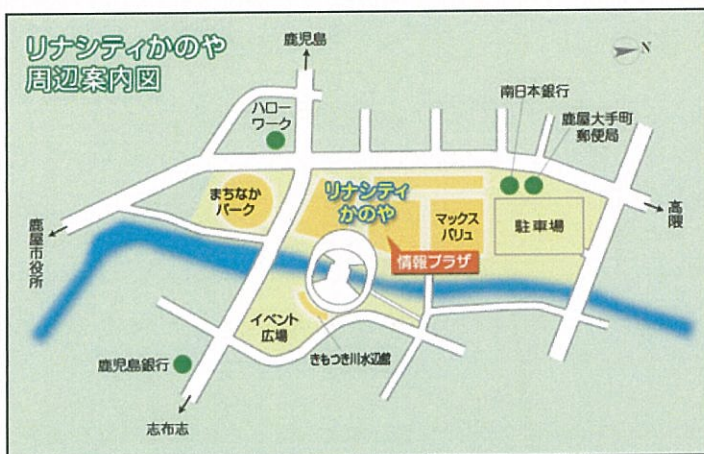 リナシティかのや
周辺案内図
鹿児島
N
ハロー
ワーク
南日本銀行
鹿屋大手町
郵便局
まちなか
パーク
リナシティ
かのや
マックス
バリュ
駐車場
高隈
鹿屋市役所
情報プラザ
イベント
広場
きもつき川水辺館
鹿児島銀行
志布志